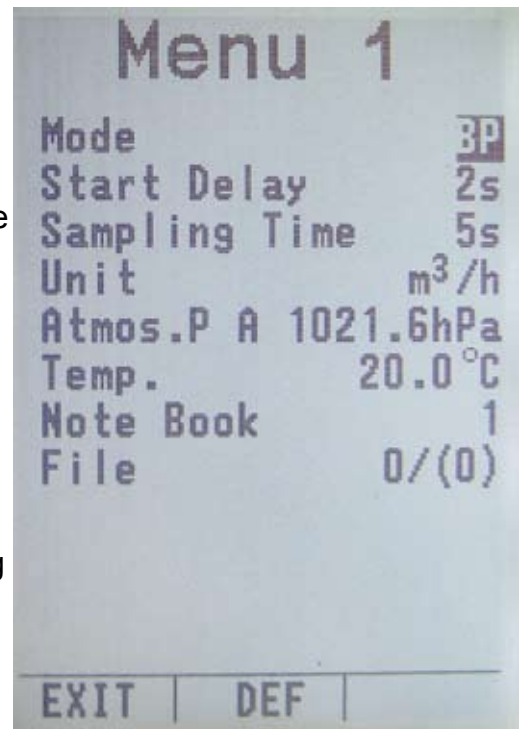 Menu 1
Mode BP
Start Delay 2s
Sampling Time 5s
Unit m³/h
Atmos.P A 1021.6hPa
Temp. 20.0°C
Note Book 1
File 0/(0)
EXIT DEF